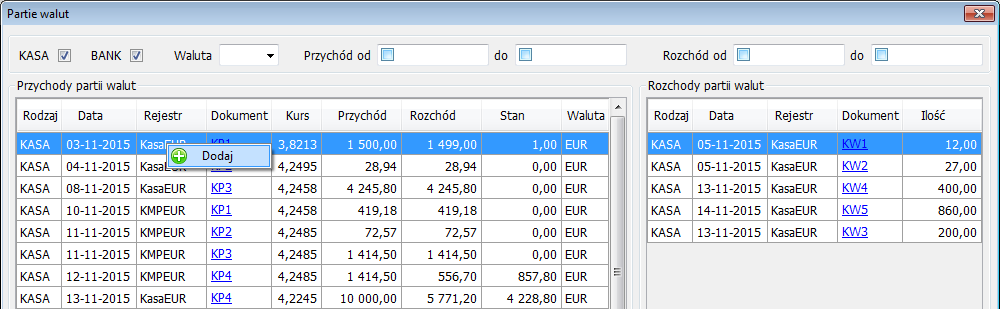 Partie walut
KASA BANK Waluta Przychód od do Rozchód od do
Przychody partii walut
Rodzaj Data Rejestr Dokument Kurs Przychód Rozchód Stan Waluta
KASA 03-11-2015 KasaEUR KP1 3,8213 1 500,00 1 499,00 1,00 EUR
Dodaj
KASA 04-11-2015 KasaEUR KP2 4,2495 28,94 28,94 0,00 EUR
KASA 08-11-2015 KasaEUR KP3 4,2458 4 245,80 4 245,80 0,00 EUR
KASA 10-11-2015 KMPEUR KP1 4,2458 419,18 419,18 0,00 EUR
KASA 11-11-2015 KMPEUR KP2 4,2485 72,57 72,57 0,00 EUR
KASA 11-11-2015 KMPEUR KP3 4,2485 1 414,50 1 414,50 0,00 EUR
KASA 12-11-2015 KMPEUR KP4 4,2485 1 414,50 556,70 857,80 EUR
KASA 13-11-2015 KasaEUR KP4 4,2245 10 000,00 5 771,20 4 228,80 EUR
Rozchody partii walut
Rodzaj Data Rejestr Dokument Ilość
KASA 05-11-2015 KasaEUR KW1 12,00
KASA 05-11-2015 KasaEUR KW2 27,00
KASA 13-11-2015 KasaEUR KW4 400,00
KASA 14-11-2015 KasaEUR KW5 860,00
KASA 13-11-2015 KasaEUR KW3 200,00